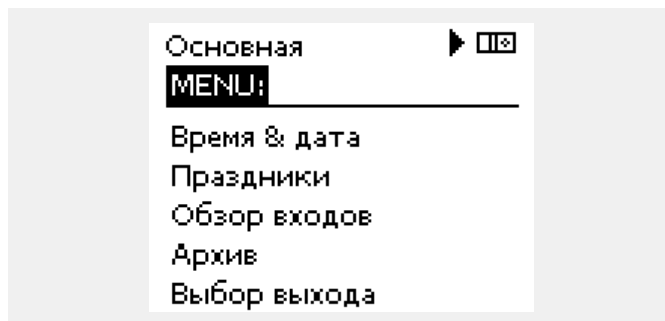 Основная
MENU:
Время & дата
Праздники
Обзор входов
Архив
Выбор выхода